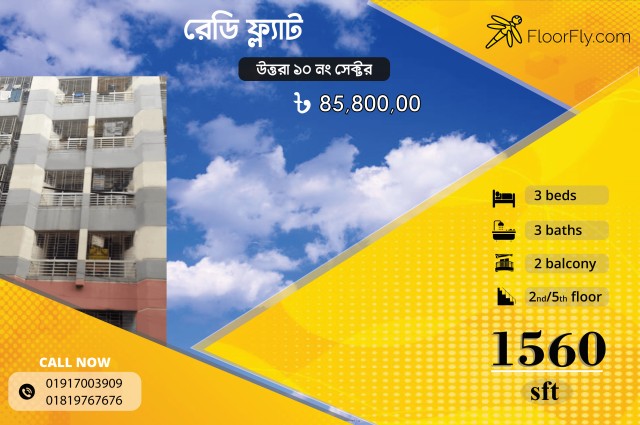 রেডি ফ্ল্যাট
FloorFly.com
উত্তরা ১০ নং সেক্টর
৳ 85,800,00
3 beds
3 baths
2 balcony
2nd/5th floor
1560
sft
CALL NOW
01917003909
01819767676